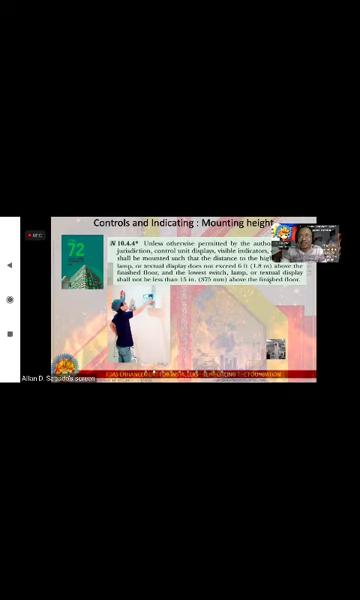 Controls and Indicating : Mounting height
REC
72
N 10.4.4* Unless otherwise permitted by the
jurisdiction, control unit displays, visible indicators,
shall be mounted such that the distance to the
lamp, or textual display does not exceed 6 ft (1.8 m) above the
finished floor, and the lowest switch, lamp, or textual display
shall not be less than 15 in. (375 mm) above the finished floor.
Allan D. screen